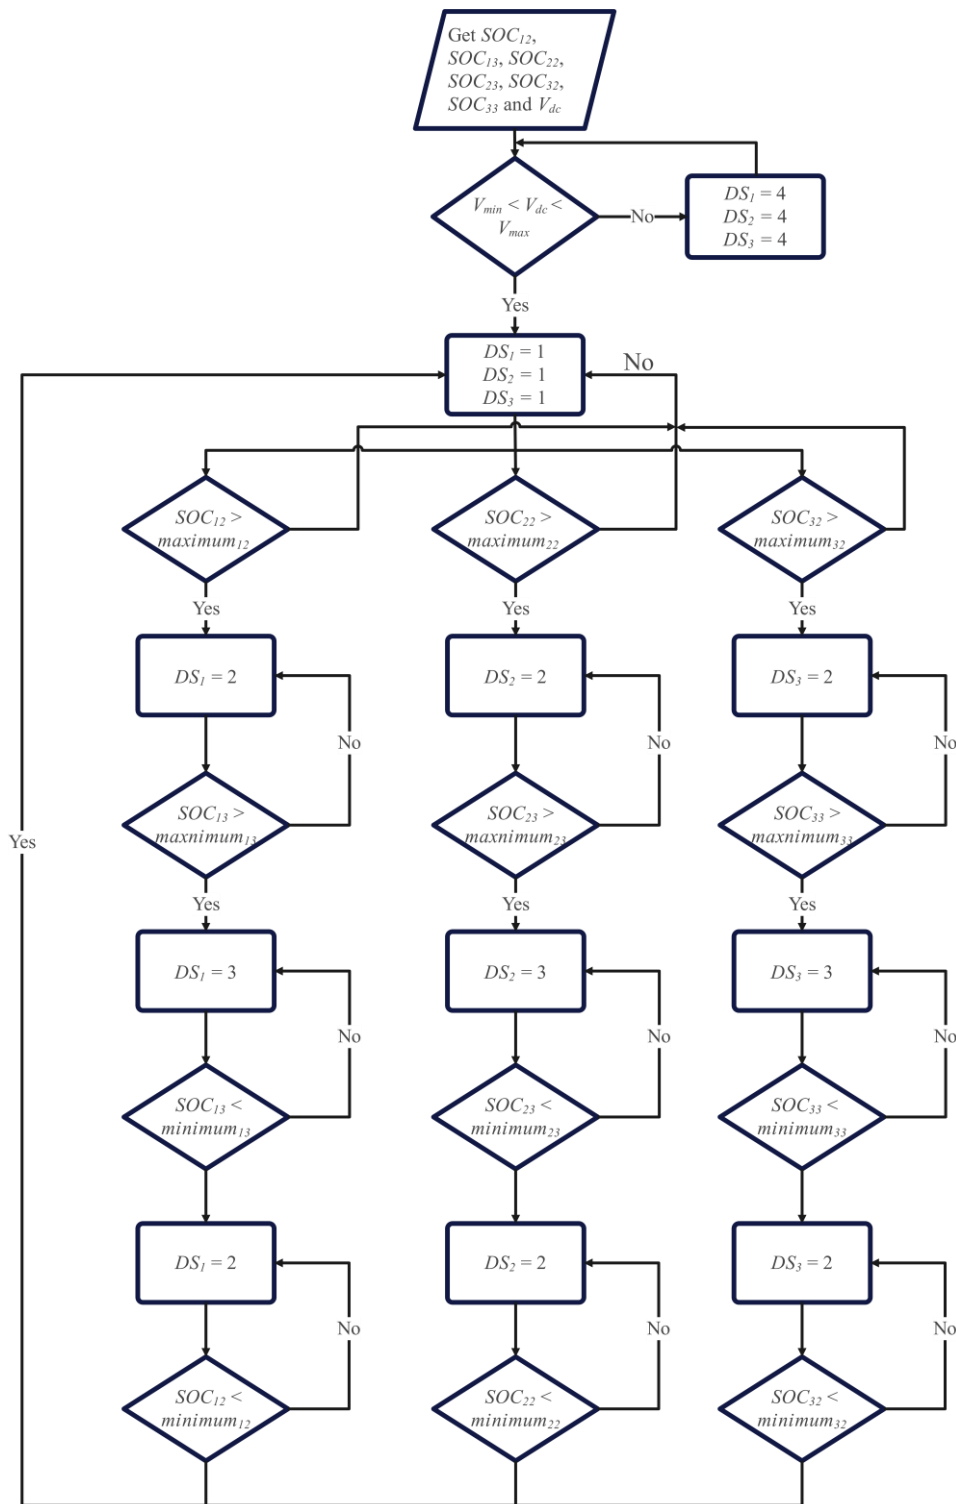 Get SOC12,
SOC13, SOC22,
SOC23, SOC32,
SOC33 and Vdc
Vmin < Vdc <
Vmax
No
DS1 = 4
DS2 = 4
DS3 = 4
Yes
DS1 = 1
DS2 = 1
DS3 = 1
No
SOC12 >
maximum12
SOC22 >
maximum22
SOC32 >
maximum32
Yes
Yes
Yes
DS1 = 2
DS2 = 2
DS3 = 2
No
No
No
SOC13 >
maxnimum13
SOC23 >
maxnimum23
SOC33 >
maxnimum33
Yes
Yes
Yes
Yes
DS1 = 3
DS2 = 3
DS3 = 3
No
No
No
SOC13 <
minimum13
SOC23 <
minimum23
SOC33 <
minimum33
DS1 = 2
DS2 = 2
DS3 = 2
No
No
No
SOC12 <
minimum12
SOC22 <
minimum22
SOC32 <
minimum32